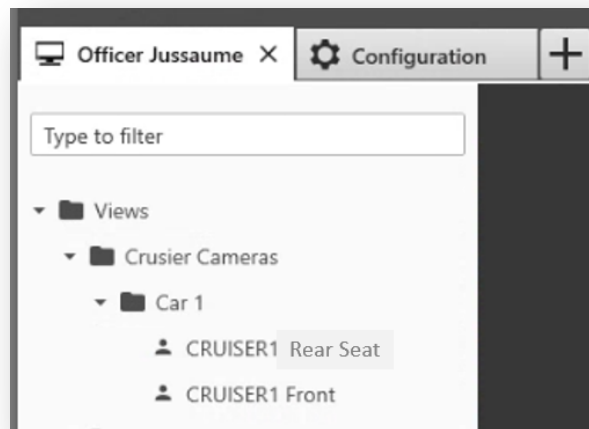 Officer Jussaume Configuration
Type to filter
Views
Crusier Cameras
Car 1
CRUISER1 Rear Seat
CRUISER1 Front